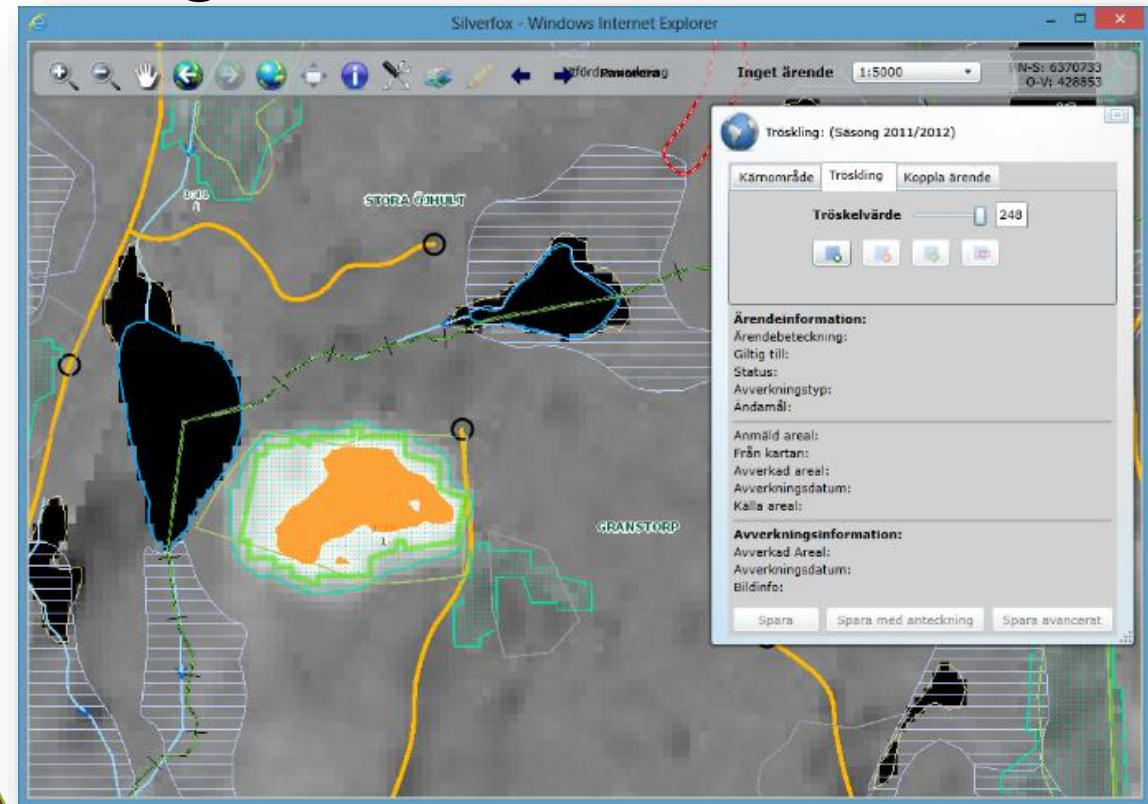 Silverfox - Windows Internet Explorer
Panorera
Inget ärende 1:5000
N-S: 6370733
O-V: 428853
Tröskling: (Säsong 2011/2012)
Kärnområde Tröskling Koppla ärende
Tröskelvärde 248
Ärendeinformation:
Ärendebeteckning:
Giltig till:
Status:
Avverkningstyp:
Ändamål:
Anmäld areal:
Från kartan:
Avverkad areal:
Avverkningsdatum:
Källa areal:
Avverkningsinformation:
Avverkad Areal:
Avverkningsdatum:
Bildinfo:
Spara Spara med anteckning Spara avancerat
STORA ÖJHULT
GRANSTORP
1